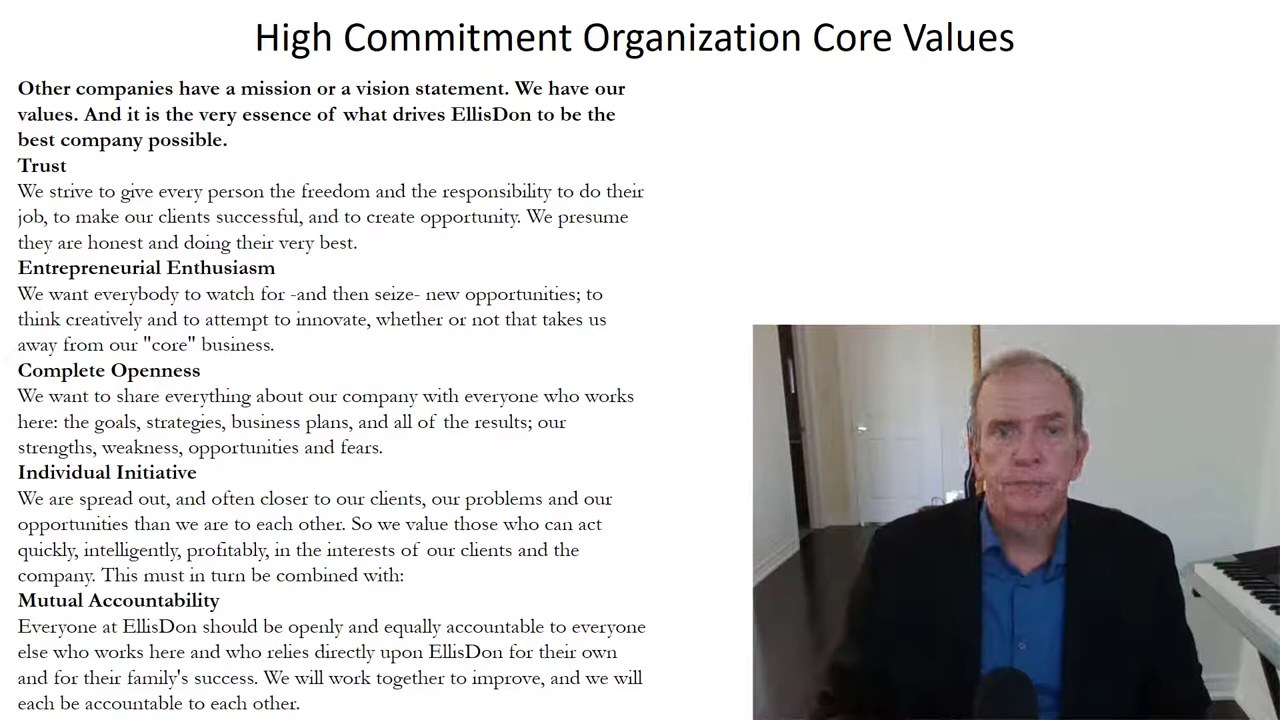 High Commitment Organization Core Values
Other companies have a mission or a vision statement. We have our
values. And it is the very essence of what drives EllisDon to be the
best company possible.
Trust
We strive to give every person the freedom and the responsibility to do their
job, to make our clients successful, and to create opportunity. We presume
they are honest and doing their very best.
Entrepreneurial Enthusiasm
We want everybody to watch for -and then seize- new opportunities; to
think creatively and to attempt to innovate, whether or not that takes us
away from our "core" business.
Complete Openness
We want to share everything about our company with everyone who works
here: the goals, strategies, business plans, and all of the results; our
strengths, weakness, opportunities and fears.
Individual Initiative
We are spread out, and often closer to our clients, our problems and our
opportunities than we are to each other. So we value those who can act
quickly, intelligently, profitably, in the interests of our clients and the
company. This must in turn be combined with:
Mutual Accountability
Everyone at EllisDon should be openly and equally accountable to everyone
else who works here and who relies directly upon EllisDon for their own
and for their family's success. We will work together to improve, and we will
each be accountable to each other.